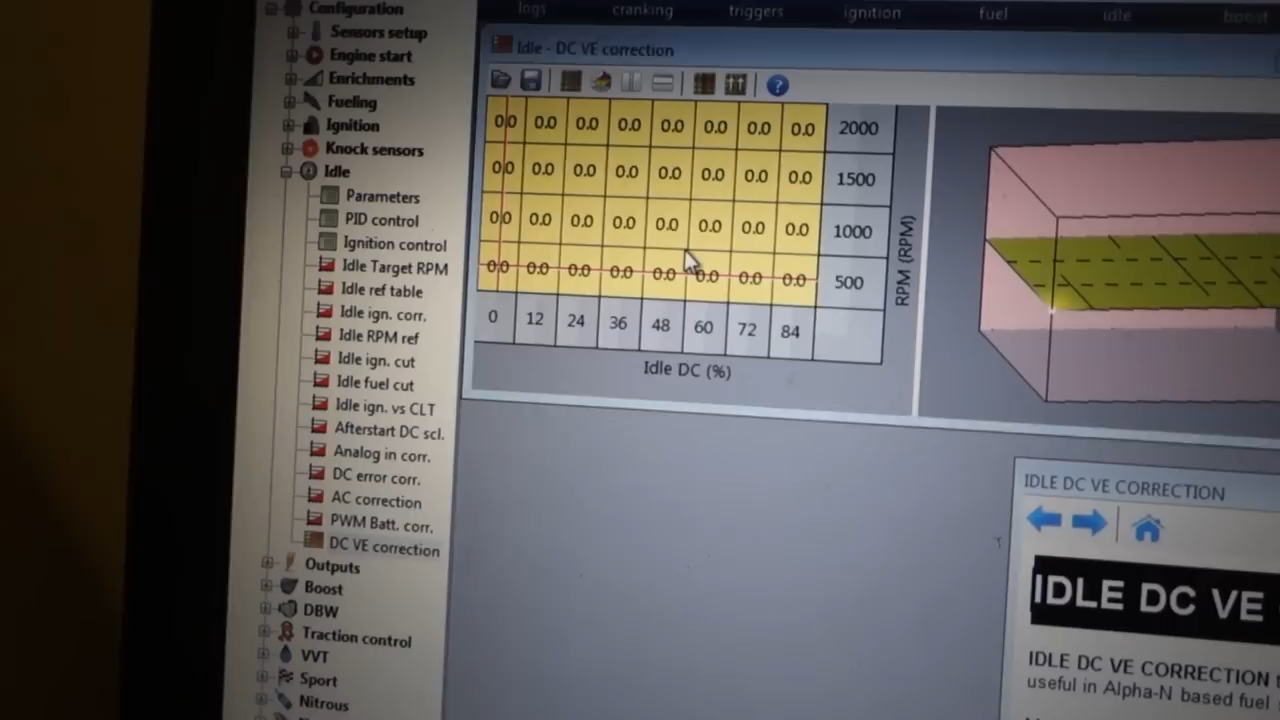 logs cranking triggers ignition fuel idle boost
Configuration
Sensors setup
Engine start
Enrichments
Fueling
Ignition
Knock sensors
Idle
Parameters
PID control
Ignition control
Idle Target RPM
Idle ref table
Idle ign. corr.
Idle RPM ref
Idle ign. cut
Idle fuel cut
Idle ign. vs CLT
Afterstart DC scl.
Analog in corr.
DC error corr.
AC correction
PWM Batt. corr.
DC VE correction
Outputs
Boost
DBW
Traction control
VVT
Sport
Nitrous
Idle - DC VE correction
0.0 0.0 0.0 0.0 0.0 0.0 0.0 0.0 2000
0.0 0.0 0.0 0.0 0.0 0.0 0.0 0.0 1500
0.0 0.0 0.0 0.0 0.0 0.0 0.0 0.0 1000
0.0 0.0 0.0 0.0 0.0 0.0 0.0 0.0 500
0 12 24 36 48 60 72 84
Idle DC (%)
RPM (RPM)
IDLE DC VE CORRECTION
IDLE DC VE
IDLE DC VE CORRECTION
useful in Alpha-N based fuel